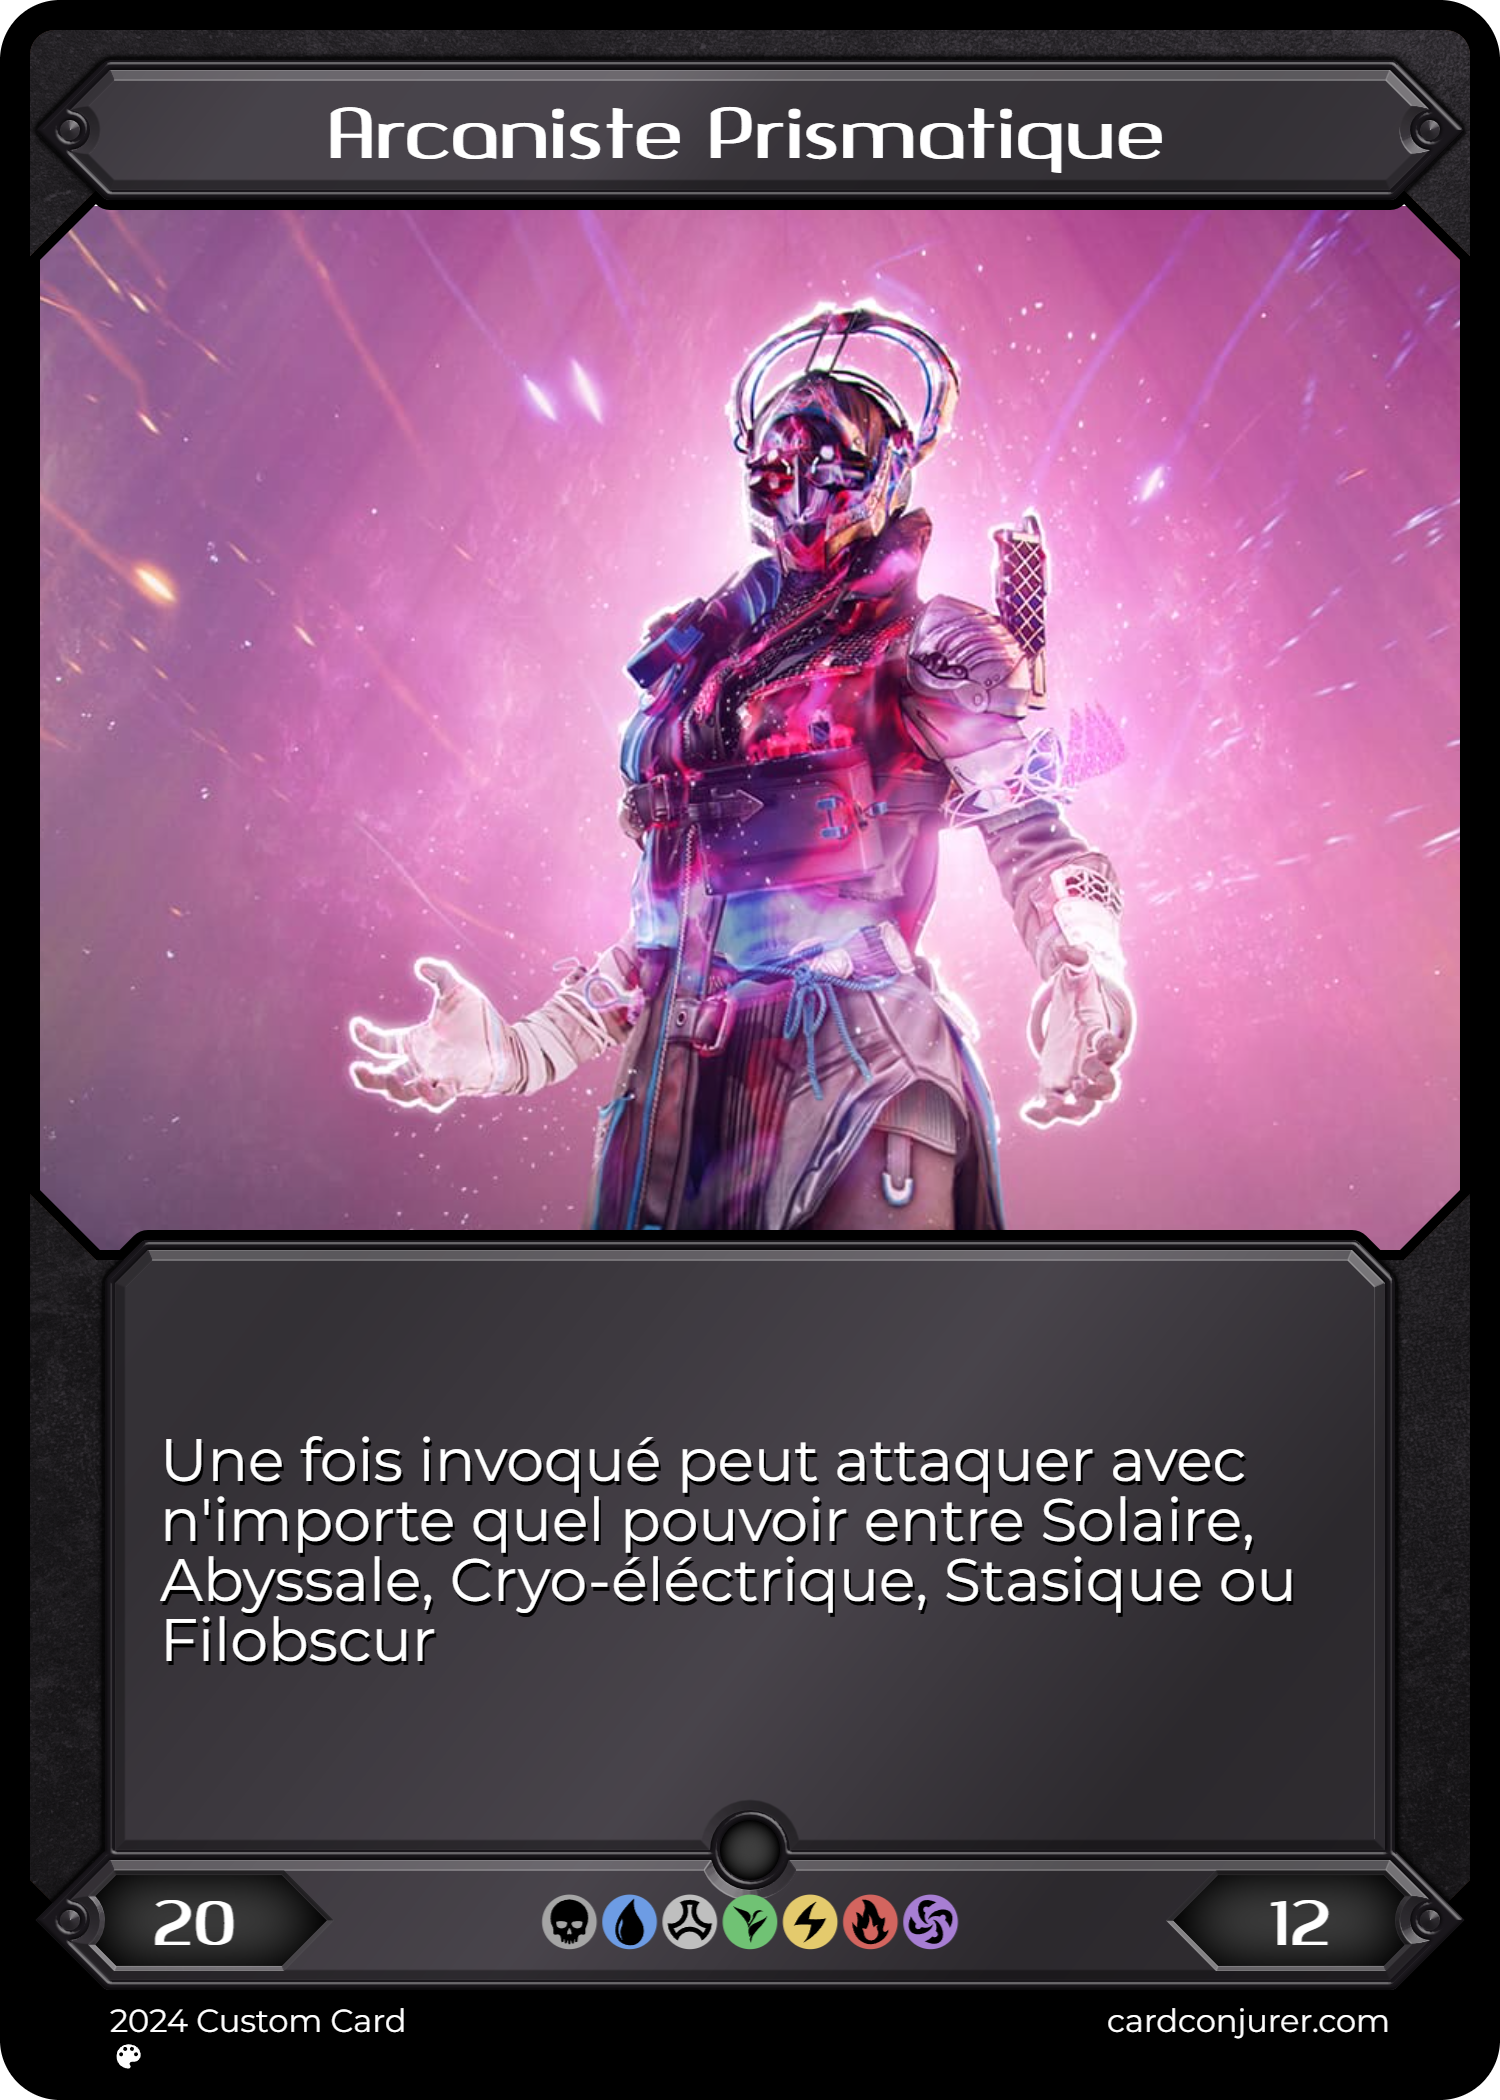 Arcaniste Prismatique
Une fois invoqué peut attaquer avec
n'importe quel pouvoir entre Solaire,
Abyssale, Cryo-éléctrique, Stasique ou
Filobscur
20
12
2024 Custom Card
cardconjurer.com